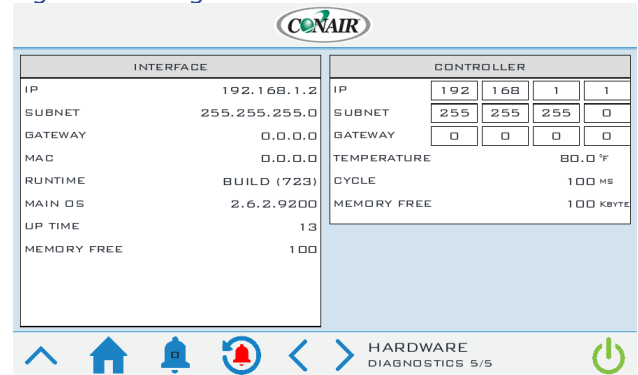 CONAIR
INTERFACE
IP 192.168.1.2
SUBNET 255.255.255.0
GATEWAY 0.0.0.0
MAC 0.0.0.0
RUNTIME BUILD (723)
MAIN OS 2.6.2.9200
UP TIME 13
MEMORY FREE 100
CONTROLLER
IP 192 168 1 1
SUBNET 255 255 255 0
GATEWAY 0 0 0 0
TEMPERATURE 80.0 °F
CYCLE 100 MS
MEMORY FREE 100 KBYTE
0
HARDWARE
DIAGNOSTICS 5/5